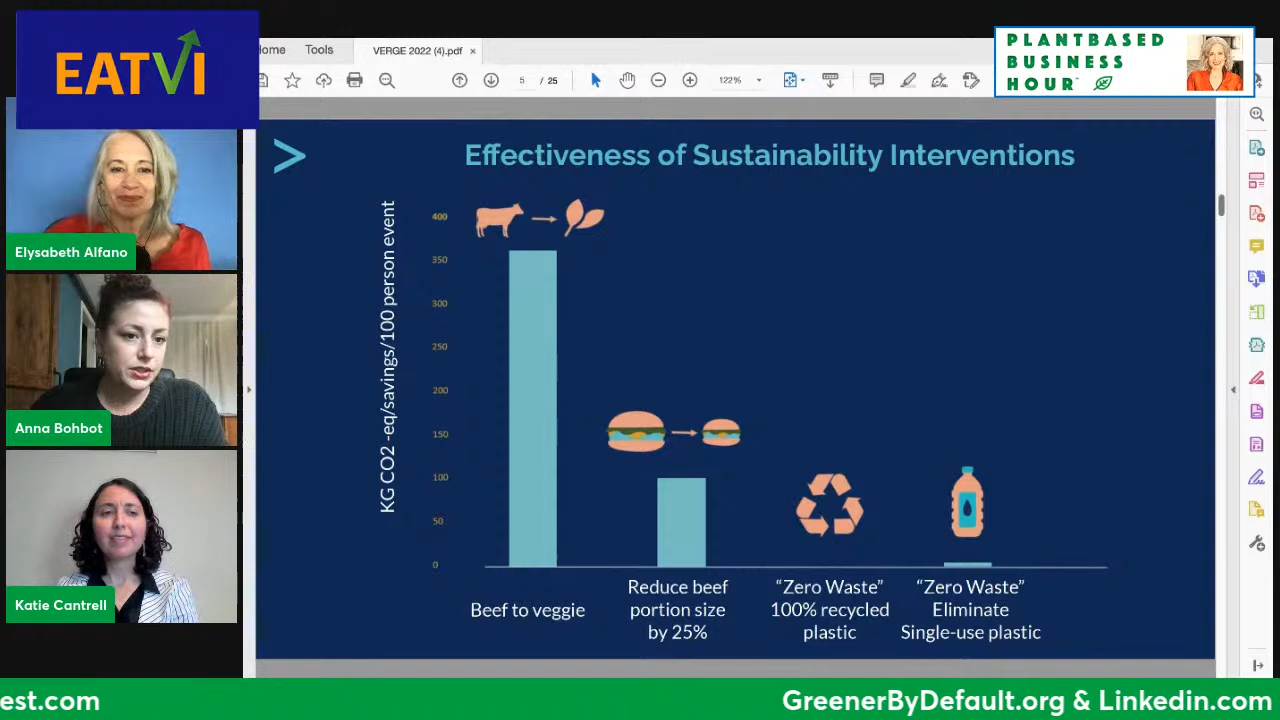 EATVI
Home
Tools
VERGE 2022 (4).pdf
5 / 25
122%
PLANTBASED
BUSINESS
HOUR
Effectiveness of Sustainability Interventions
KG CO2 -eq/savings/100 person event
400
350
300
250
200
150
100
50
0
Beef to veggie
Reduce beef
portion size
by 25%
“Zero Waste”
100% recycled
plastic
“Zero Waste”
Eliminate
Single-use plastic
Elysabeth Alfano
Anna Bohbot
Katie Cantrell
est.com
GreenerByDefault.org & Linkedin.com